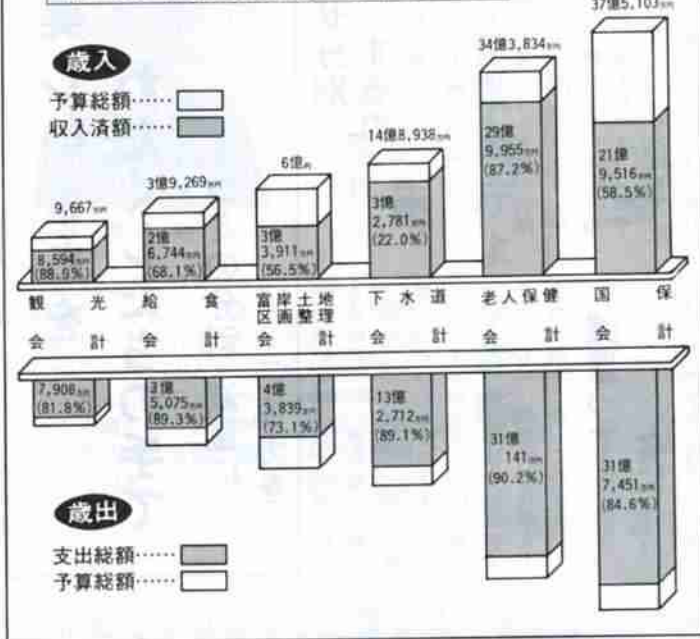 37億5,103万円
歳入
34億3,834万円
予算総額……
収入済額……
14億8,938万円
6億円
3億9,269万円
9,667万円
8,594万円
(88.9%)
2億
6,744万円
(68.1%)
3億
3,911万円
(56.5%)
3億
2,781万円
(22.0%)
29億
9,955万円
(87.2%)
21億
9,516万円
(58.5%)
観光会計
給食会計
富岸土地区画整理会計
下水道会計
老人保健会計
国保会計
7,908万円
(81.8%)
3億
5,075万円
(89.3%)
4億
3,839万円
(73.1%)
13億
2,712万円
(89.1%)
31億
141万円
(90.2%)
31億
7,451万円
(84.6%)
歳出
支出総額……
予算総額……